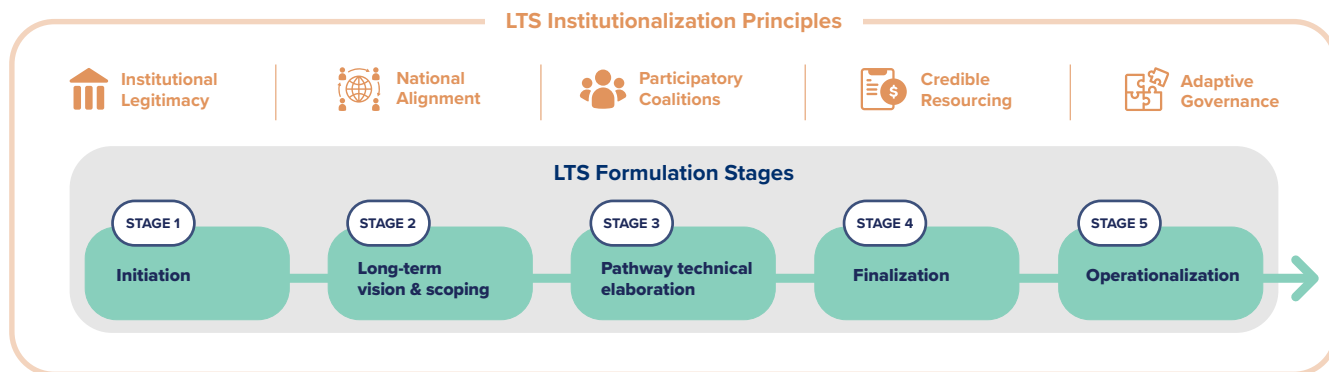 LTS Institutionalization Principles
Institutional
Legitimacy
National
Alignment
Participatory
Coalitions
Credible
Resourcing
$
Adaptive
Governance
LTS Formulation Stages
STAGE 1
Initiation
STAGE 2
Long-term
vision & scoping
STAGE 3
Pathway technical
elaboration
STAGE 4
Finalization
STAGE 5
Operationalization